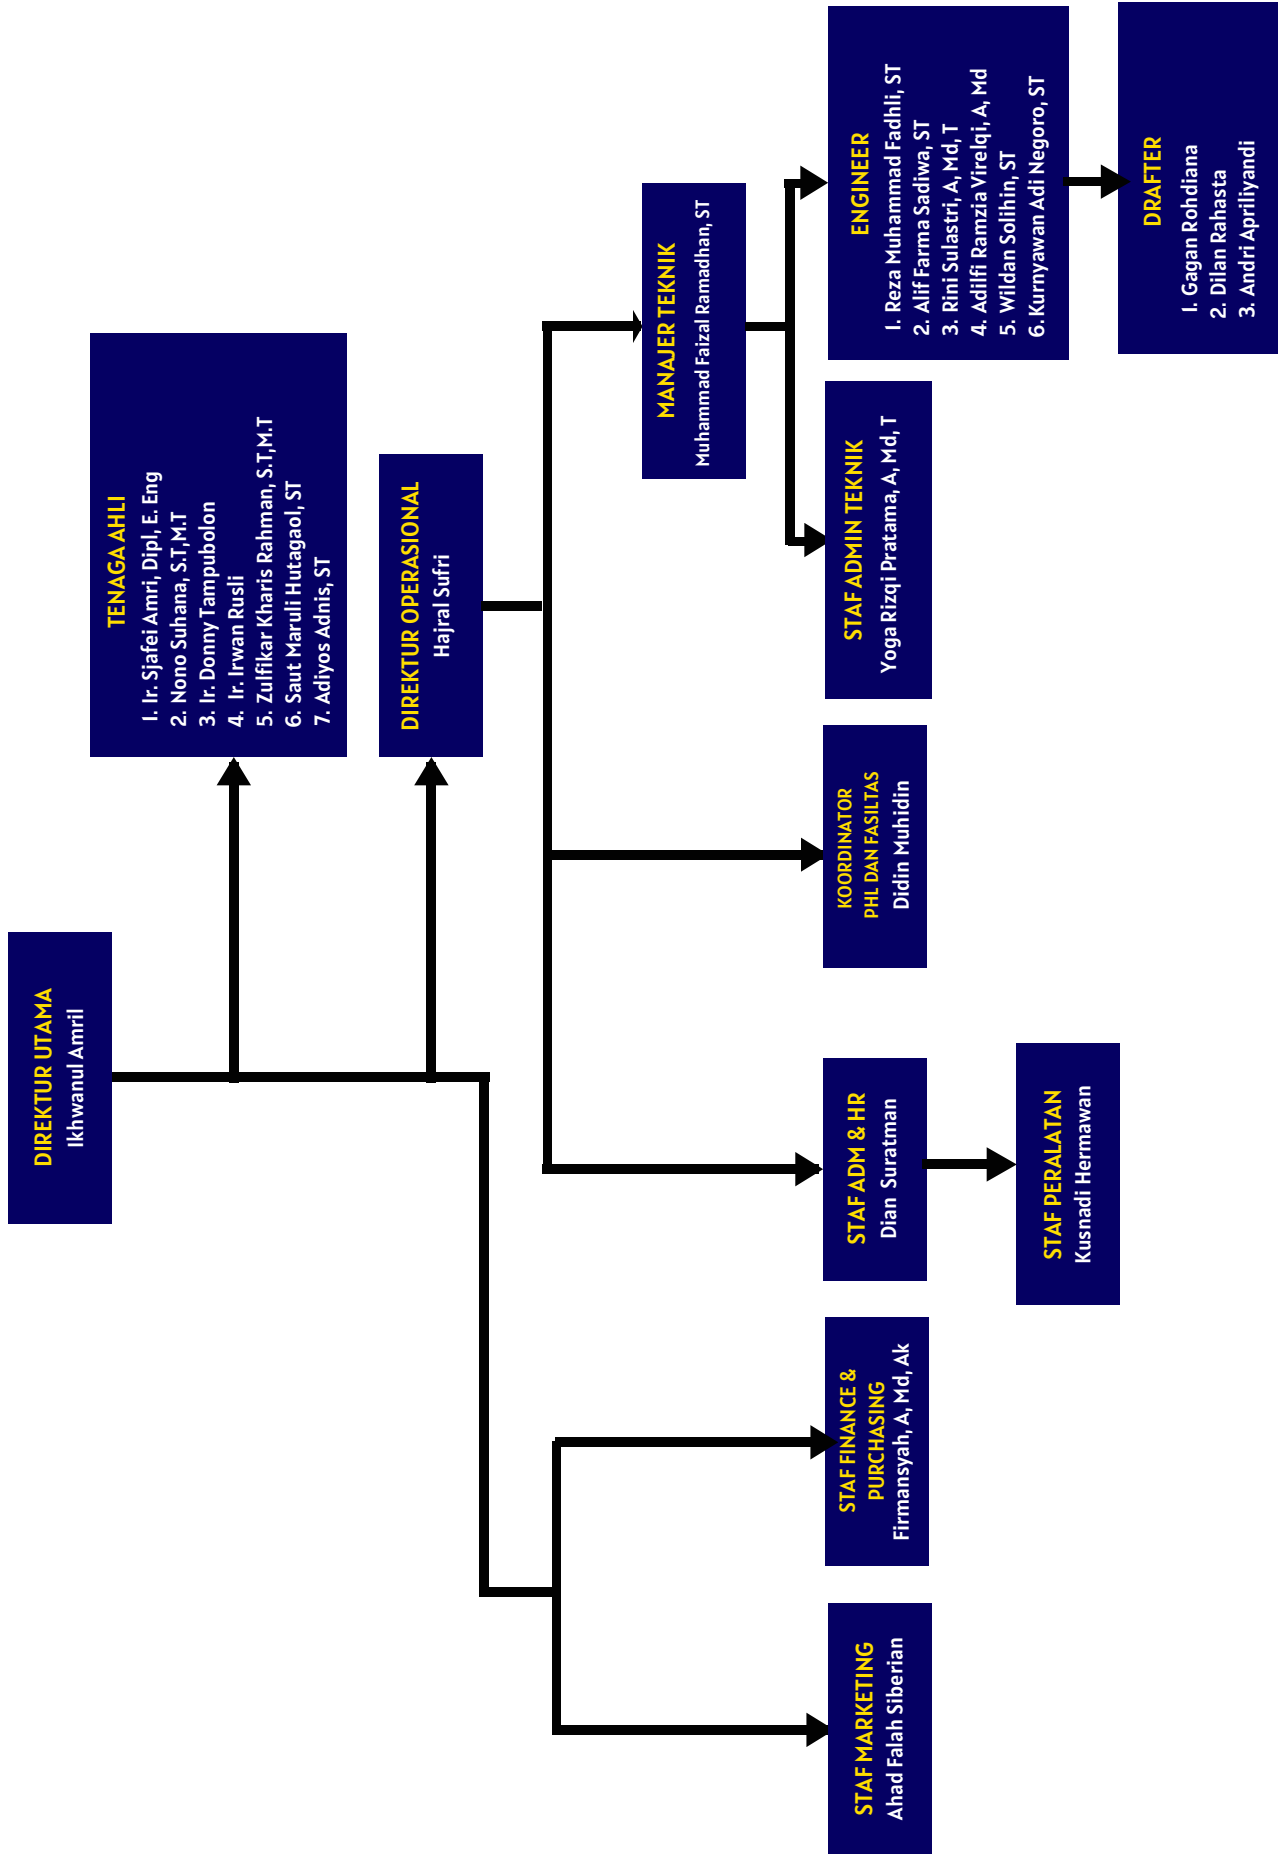 DIREKTUR UTAMA
Ikhwanul Amril
TENAGA AHLI
1. Ir. Sjafei Amri, Dipl, E. Eng
2. Nono Suhana, S.T,M.T
3. Ir. Donny Tampubolon
4. Ir. Irwan Rusli
5. Zulfikar Kharis Rahman, S.T,M.T
6. Saut Maruli Hutagaol, ST
7. Adiyos Adnis, ST
DIREKTUR OPERASIONAL
Hajral Sufri
MANAJER TEKNIK
Muhammad Faizal Ramadhan, ST
STAF MARKETING
Ahad Falah Siberian
STAF FINANCE &
PURCHASING
Firmansyah, A, Md, Ak
STAF ADM & HR
Dian Suratman
KOORDINATOR
PHL DAN FASILTAS
Didin Muhidin
STAF ADMIN TEKNIK
Yoga Rizqi Pratama, A, Md, T
ENGINEER
1. Reza Muhammad Fadhli, ST
2. Alif Farma Sadiwa, ST
3. Rini Sulastri, A, Md, T
4. Adilfi Ramzia Virelqi, A, Md
5. Wildan Solihin, ST
6. Kurnyawan Adi Negoro, ST
STAF PERALATAN
Kusnadi Hermawan
DRAFTER
1. Gagan Rohdiana
2. Dilan Rahasta
3. Andri Apriliyandi